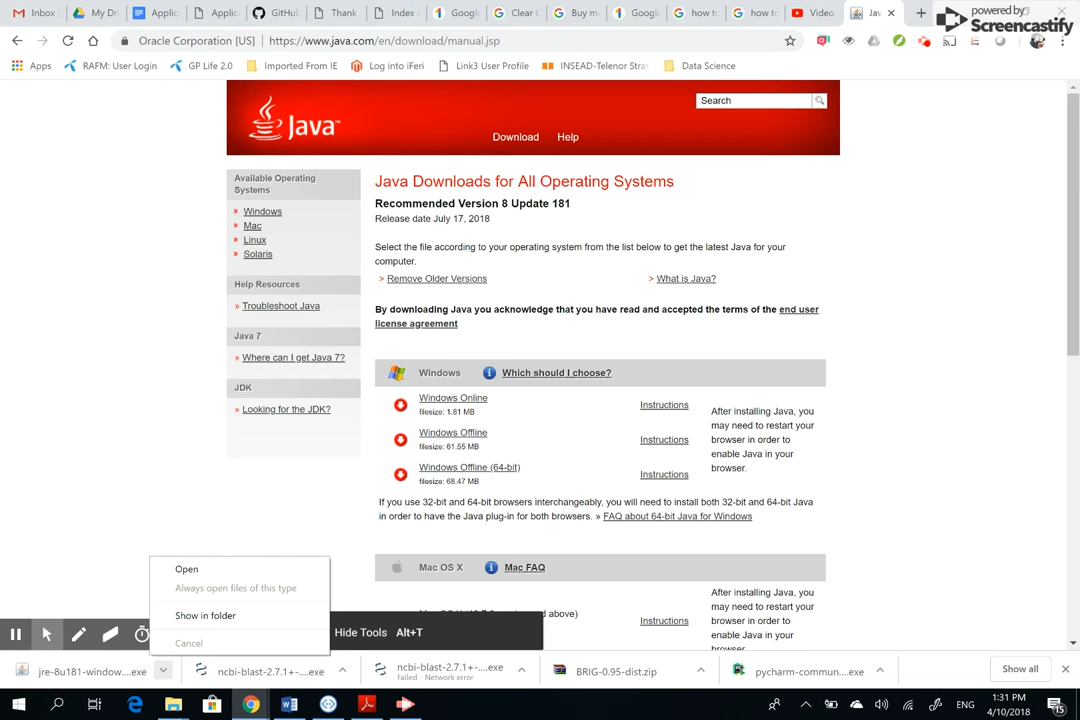 Inbox
My Dr
Applic
Applic
GitHu
Thank
Index
Googl
Clear C
Buy m
Googl
how to
how to
Video
Jav
powered by
Screencastify
Oracle Corporation [US]
https://www.java.com/en/download/manual.jsp
Apps
RAFM: User Login
GP Life 2.0
Imported From IE
Log into iFeri
Link3 User Profile
INSEAD-Telenor Strat
Data Science
Java™
Search
Download
Help
Available Operating
Systems
» Windows
» Mac
» Linux
» Solaris
Help Resources
» Troubleshoot Java
Java 7
» Where can I get Java 7?
JDK
» Looking for the JDK?
Java Downloads for All Operating Systems
Recommended Version 8 Update 181
Release date July 17, 2018
Select the file according to your operating system from the list below to get the latest Java for your
computer.
> Remove Older Versions
> What is Java?
By downloading Java you acknowledge that you have read and accepted the terms of the end user
license agreement
Windows
Which should I choose?
Windows Online
filesize: 1.81 MB
Instructions
Windows Offline
filesize: 61.55 MB
Instructions
Windows Offline (64-bit)
filesize: 68.47 MB
Instructions
After installing Java, you
may need to restart your
browser in order to
enable Java in your
browser.
If you use 32-bit and 64-bit browsers interchangeably, you will need to install both 32-bit and 64-bit Java
in order to have the Java plug-in for both browsers. » FAQ about 64-bit Java for Windows
Mac OS X
Mac FAQ
above)
Instructions
After installing Java, you
may need to restart your
browser in order to
enable Java in your
Open
Always open files of this type
Show in folder
Cancel
Hide Tools Alt+T
jre-8u181-window....exe
ncbi-blast-2.7.1+-....exe
ncbi-blast-2.7.1+-....exe
Failed - Network error
BRIG-0.95-dist.zip
pycharm-commun....exe
Show all
ENG
1:31 PM
4/10/2018
15